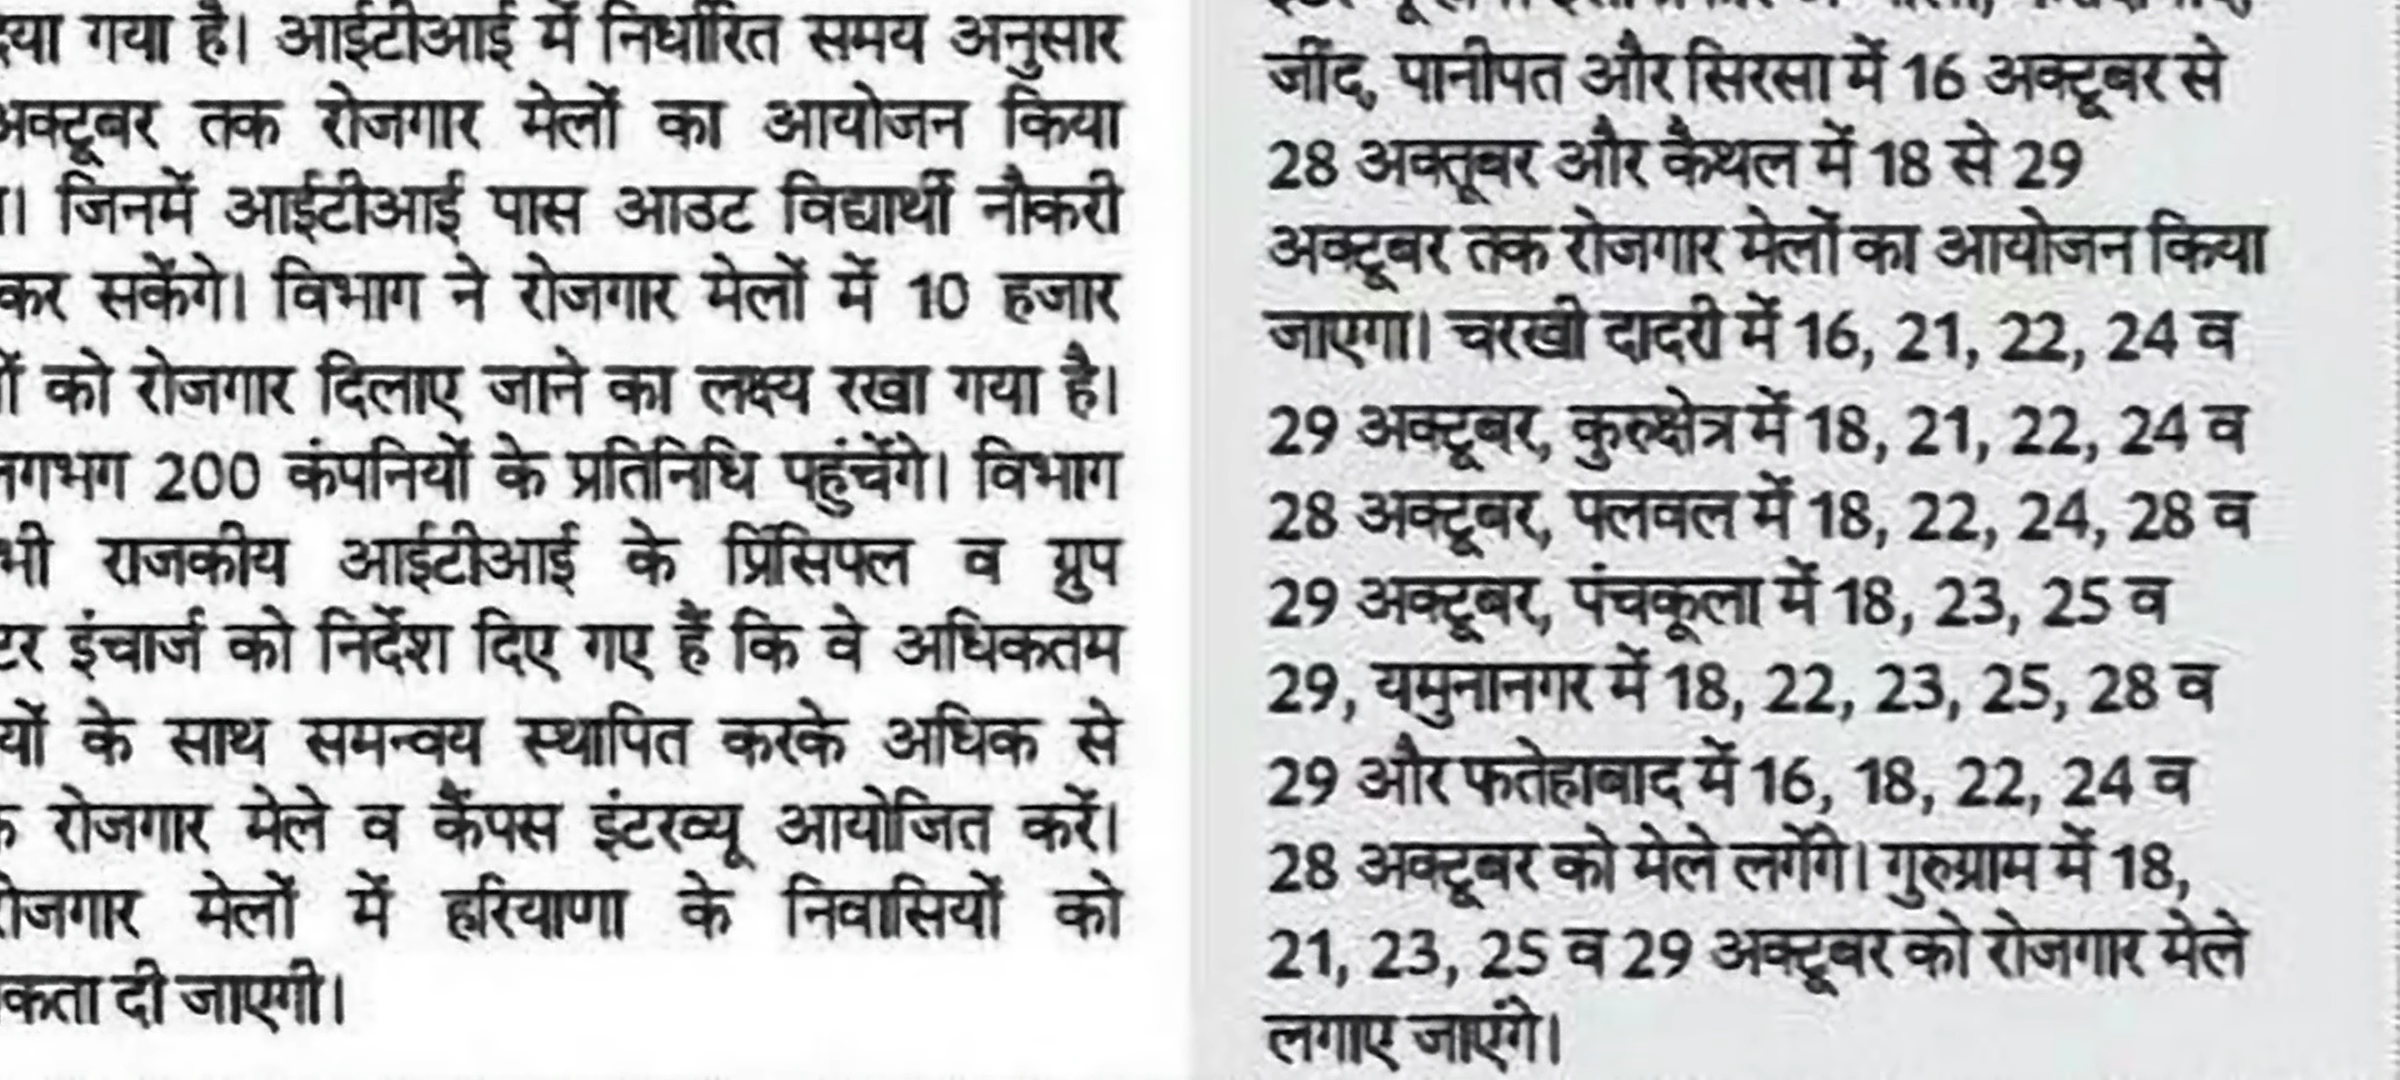 गया है। आईटीआई में निर्धारित समय अनुसार
अक्टूबर तक रोजगार मेलों का आयोजन किया
जिनमें आईटीआई पास आउट विद्यार्थी नौकरी
कर सकेंगे। विभाग ने रोजगार मेलों में 10 हजार
को रोजगार दिलाए जाने का लक्ष्य रखा गया है।
200 कंपनियों के प्रतिनिधि पहुंचेंगे। विभाग
राजकीय आईटीआई के प्रिंसिपल व ग्रुप
इंचार्ज को निर्देश दिए गए हैं कि वे अधिकतम
के साथ समन्वय स्थापित करके अधिक से
रोजगार मेले व कैंपस इंटरव्यू आयोजित करें।
रोजगार मेलों में हरियाणा के निवासियों को
दी जाएगी।
जींद, पानीपत और सिरसा में 16 अक्टूबर से
28 अक्तूबर और कैथल में 18 से 29
अक्टूबर तक रोजगार मेलों का आयोजन किया
जाएगा। चरखी दादरी में 16, 21, 22, 24 व
29 अक्टूबर, कुरुक्षेत्र में 18, 21, 22, 24 व
28 अक्टूबर, पलवल में 18, 22, 24, 28 व
29 अक्टूबर, पंचकूला में 18, 23, 25 व
29, यमुनानगर में 18, 22, 23, 25, 28 व
29 और फतेहाबाद में 16, 18, 22, 24 व
28 अक्टूबर को मेले लगेंगे। गुरुग्राम में 18,
21, 23, 25 व 29 अक्टूबर को रोजगार मेले
लगाए जाएंगे।